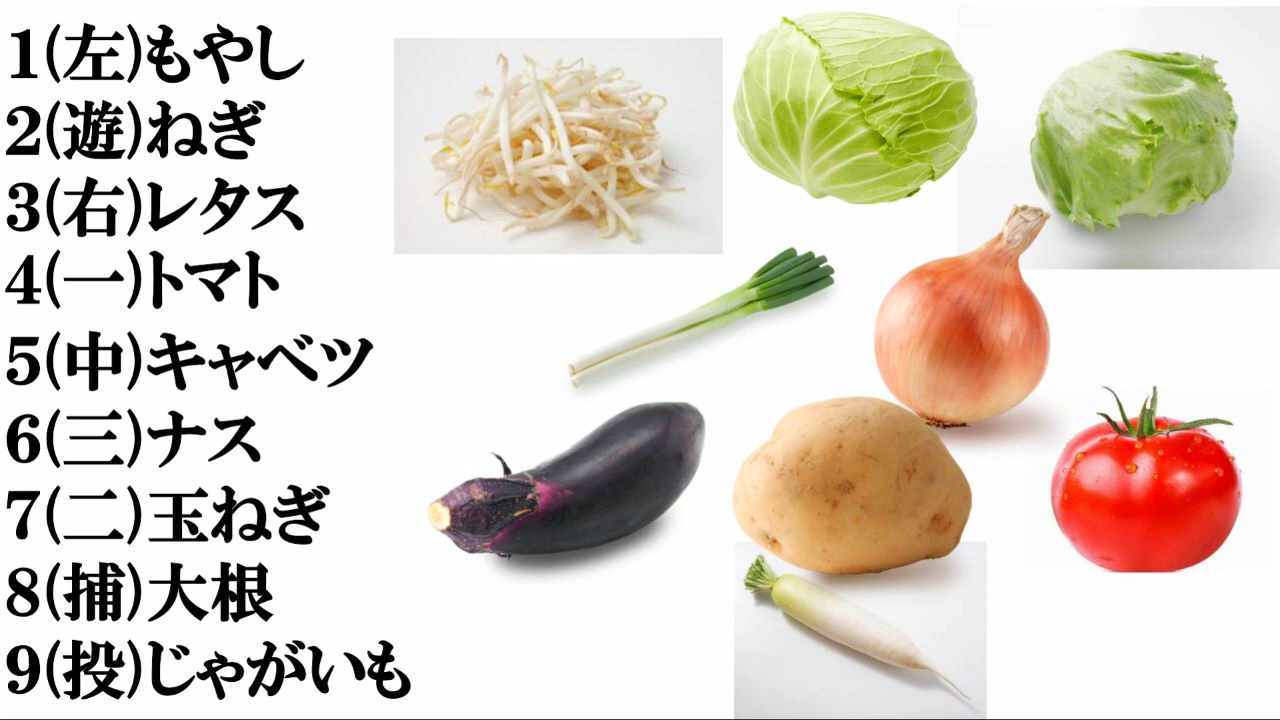 1(左)もやし
2(遊)ねぎ
3(右)レタス
4(一)トマト
5(中)キャベツ
6(三)ナス
7(二)玉ねぎ
8(捕)大根
9(投)じゃがいも